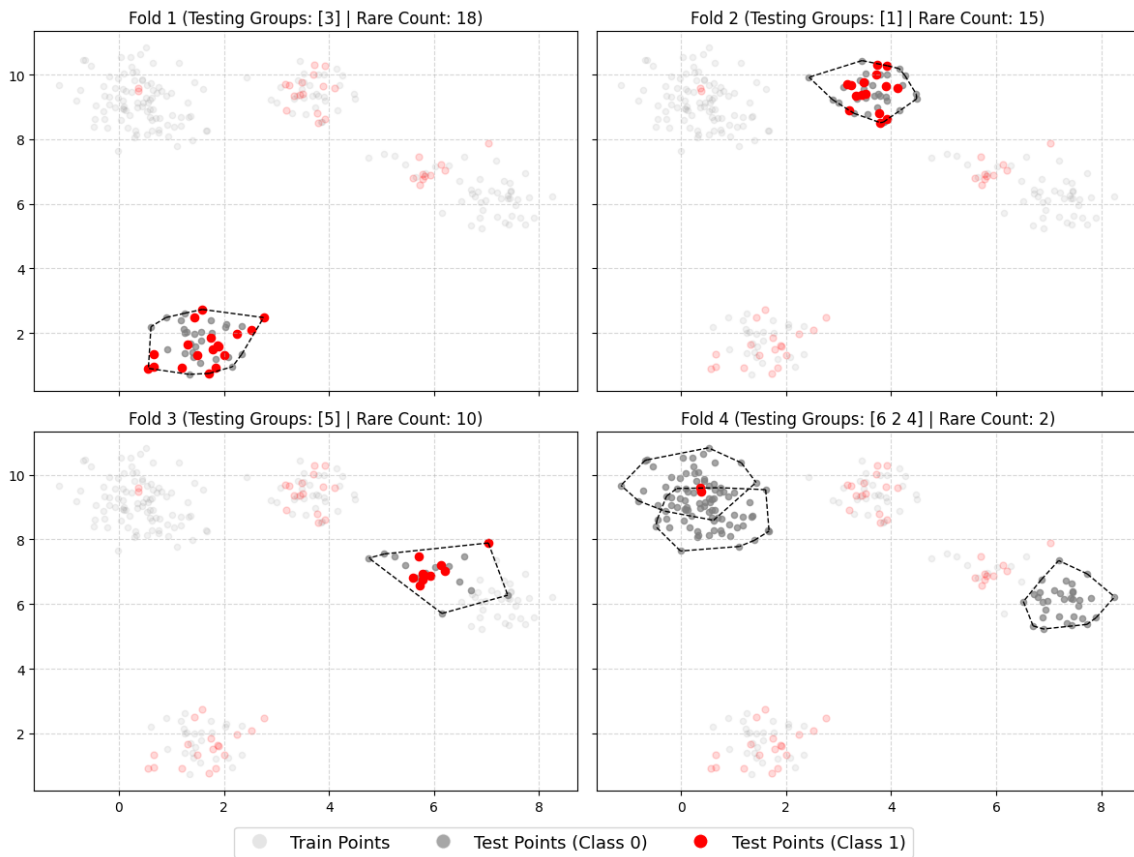 Fold 1 (Testing Groups: [3] | Rare Count: 18)
Fold 2 (Testing Groups: [1] | Rare Count: 15)
10
8
6
4
2
Fold 3 (Testing Groups: [5] | Rare Count: 10)
Fold 4 (Testing Groups: [6 2 4] | Rare Count: 2)
10
8
6
4
2
0 2 4 6 8
0 2 4 6 8
Train Points Test Points (Class 0) Test Points (Class 1)